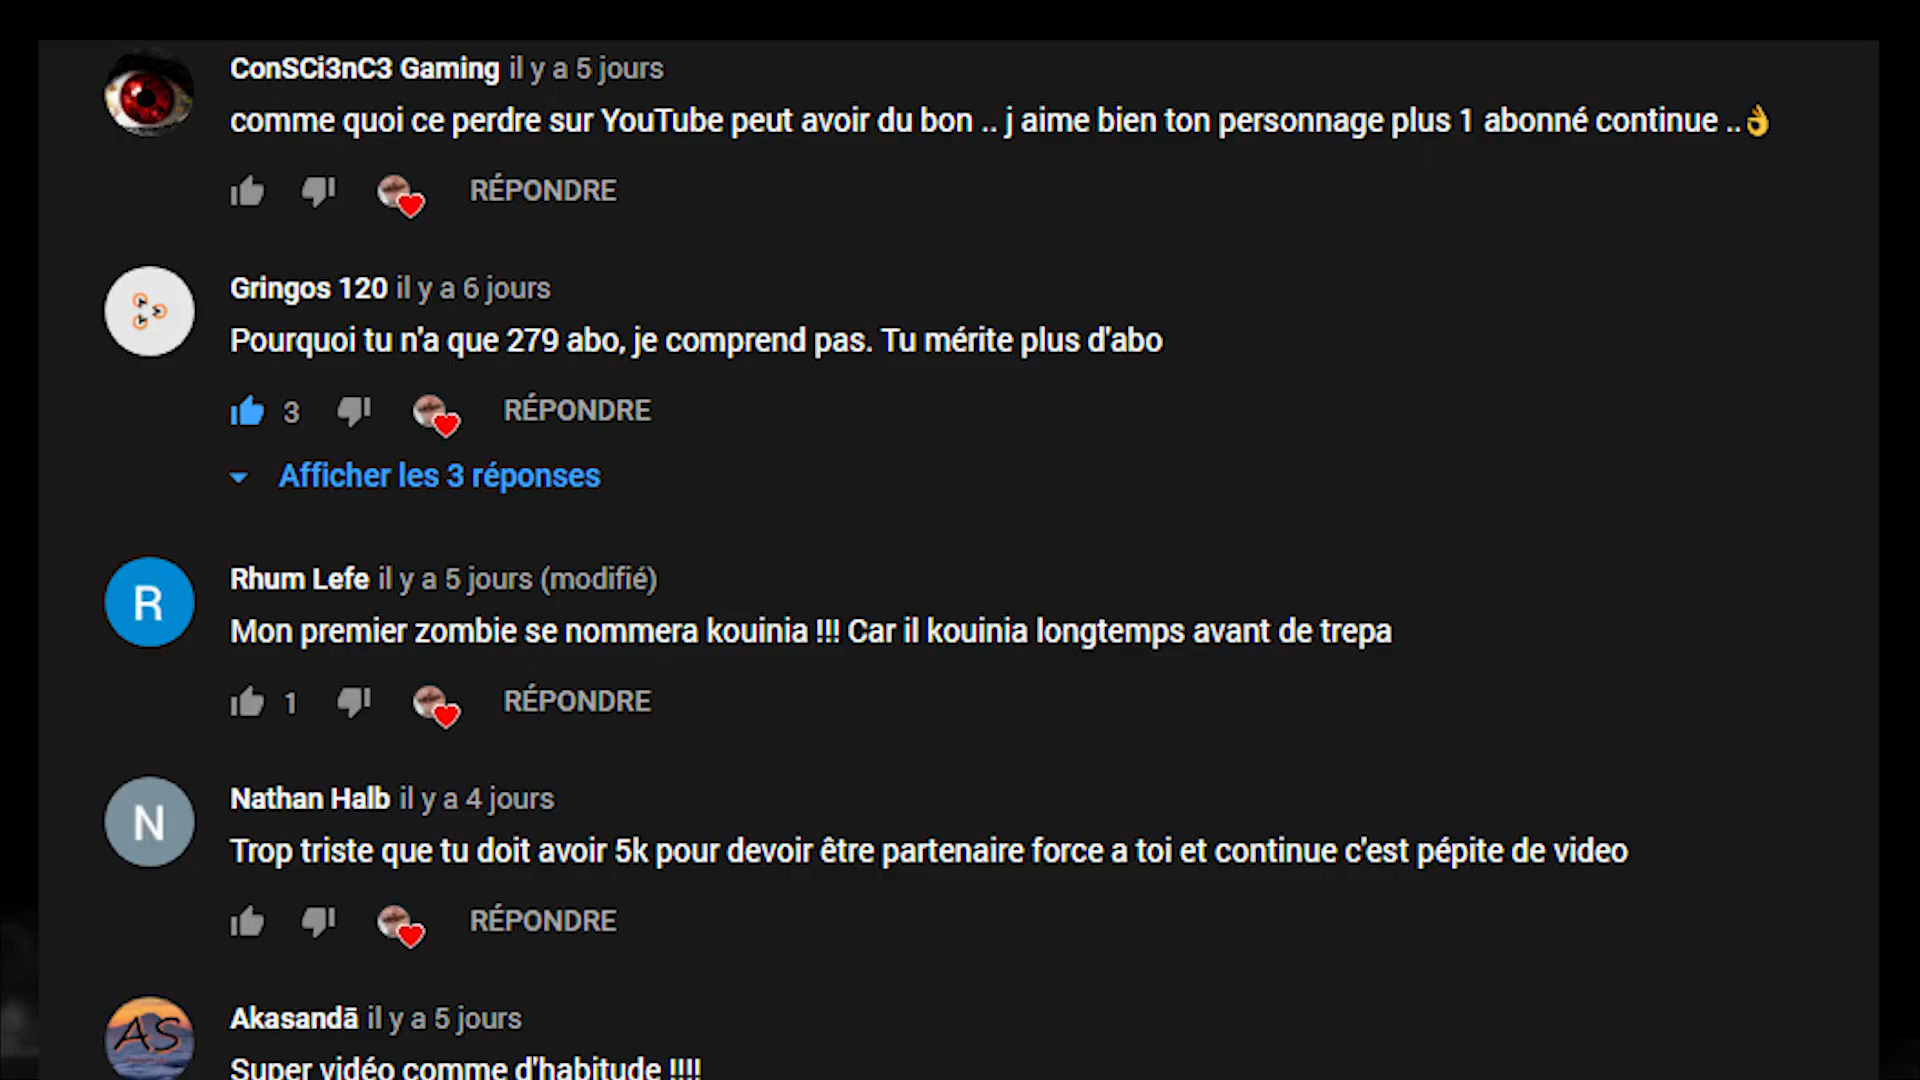 ConSCi3nC3 Gaming il y a 5 jours
comme quoi ce perdre sur YouTube peut avoir du bon .. j aime bien ton personnage plus 1 abonné continue ..👌
RÉPONDRE
Gringos 120 il y a 6 jours
Pourquoi tu n'a que 279 abo, je comprend pas. Tu mérite plus d'abo
3 RÉPONDRE
Afficher les 3 réponses
R
Rhum Lefe il y a 5 jours (modifié)
Mon premier zombie se nommera kouinia !!! Car il kouinia longtemps avant de trepa
1 RÉPONDRE
N
Nathan Halb il y a 4 jours
Trop triste que tu doit avoir 5k pour devoir être partenaire force a toi et continue c'est pépite de video
RÉPONDRE
AS
Akasandā il y a 5 jours
Super vidéo comme d'habitude !!!!